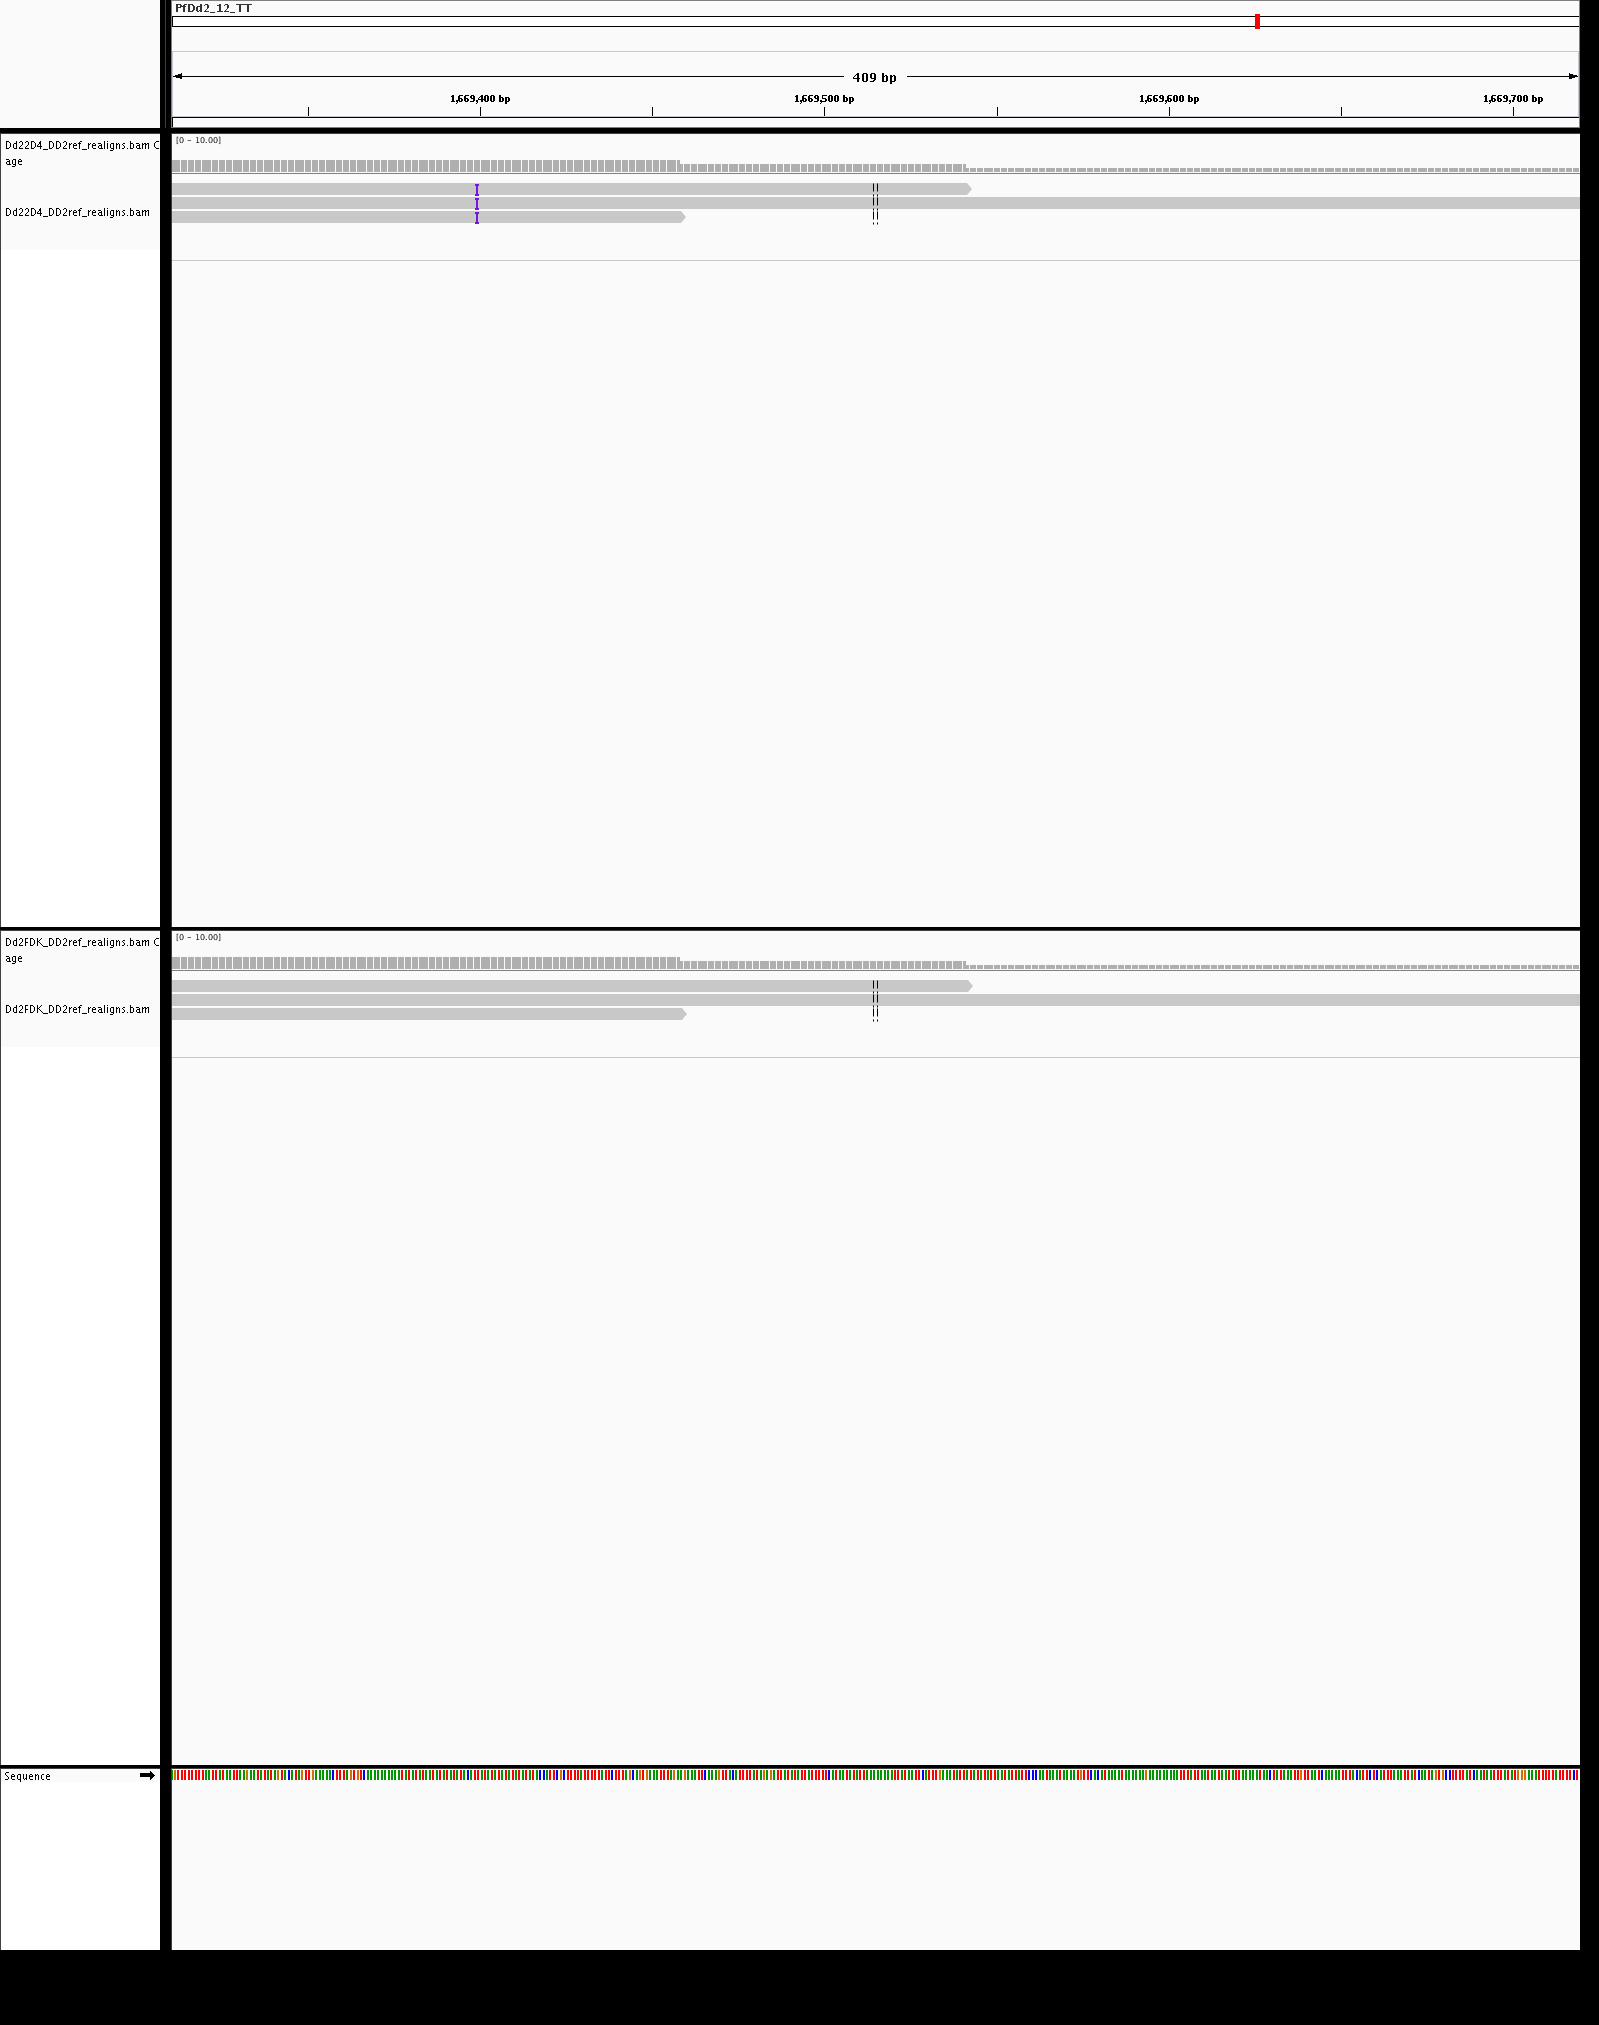 PfDd2_12_TT
409 bp
1,669,400 bp 1,669,500 bp 1,669,600 bp 1,669,700 bp
Dd22D4_DD2ref_realigns.bam C
age
[0 - 10.00]
Dd22D4_DD2ref_realigns.bam
Dd2FDK_DD2ref_realigns.bam C
age
[0 - 10.00]
Dd2FDK_DD2ref_realigns.bam
Sequence